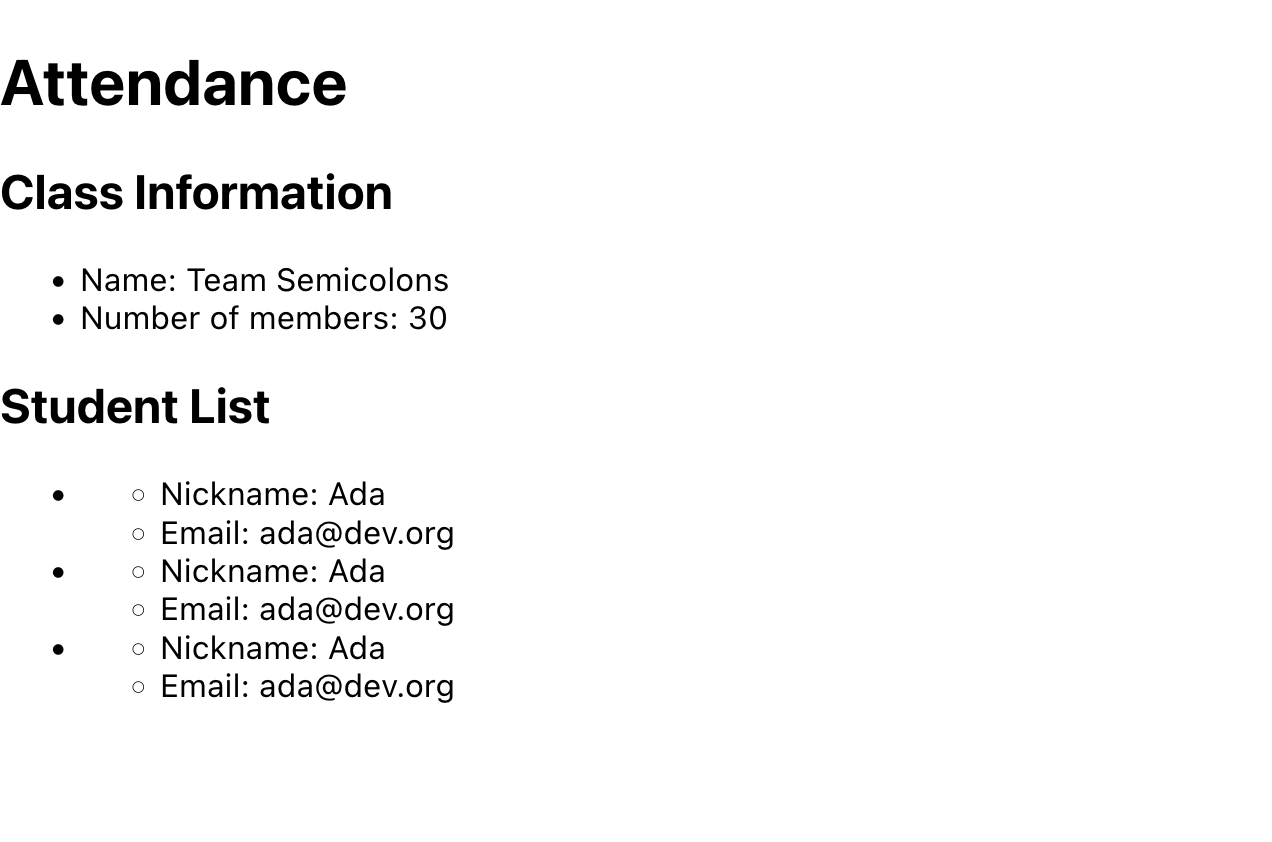 Attendance
Class Information
• Name: Team Semicolons
• Number of members: 30
Student List
• ◦ Nickname: Ada
◦ Email: ada@dev.org
• ◦ Nickname: Ada
◦ Email: ada@dev.org
• ◦ Nickname: Ada
◦ Email: ada@dev.org